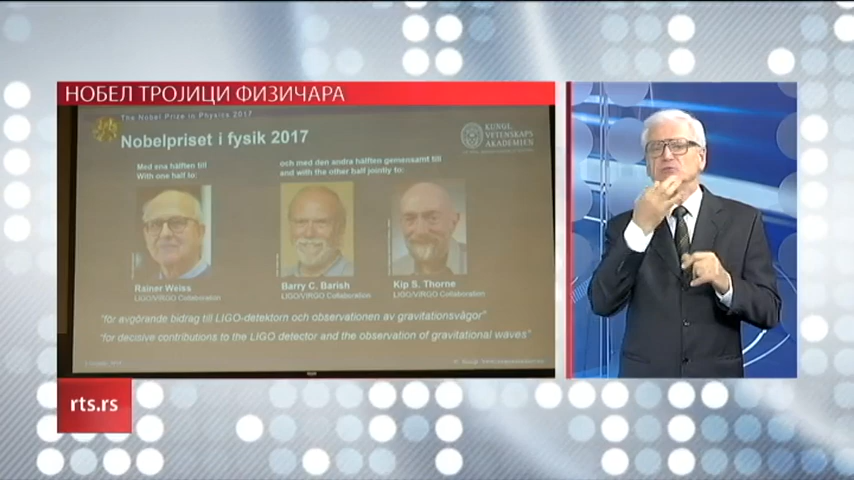 НОБЕЛ ТРОЈИЦИ ФИЗИЧАРА
The Nobel Prize in Physics 2017
Nobelpriset i fysik 2017
KUNGL.
VETENSKAPS
AKADEMIEN
Med ena hälften till
With one half to:
och med den andra hälften gemensamt till
and with the other half jointly to:
Rainer Weiss
LIGO/VIRGO Collaboration
Barry C. Barish
LIGO/VIRGO Collaboration
Kip S. Thorne
LIGO/VIRGO Collaboration
"för avgörande bidrag till LIGO-detektorn och observationen av gravitationsvågor"
"for decisive contributions to the LIGO detector and the observation of gravitational waves"
rts.rs